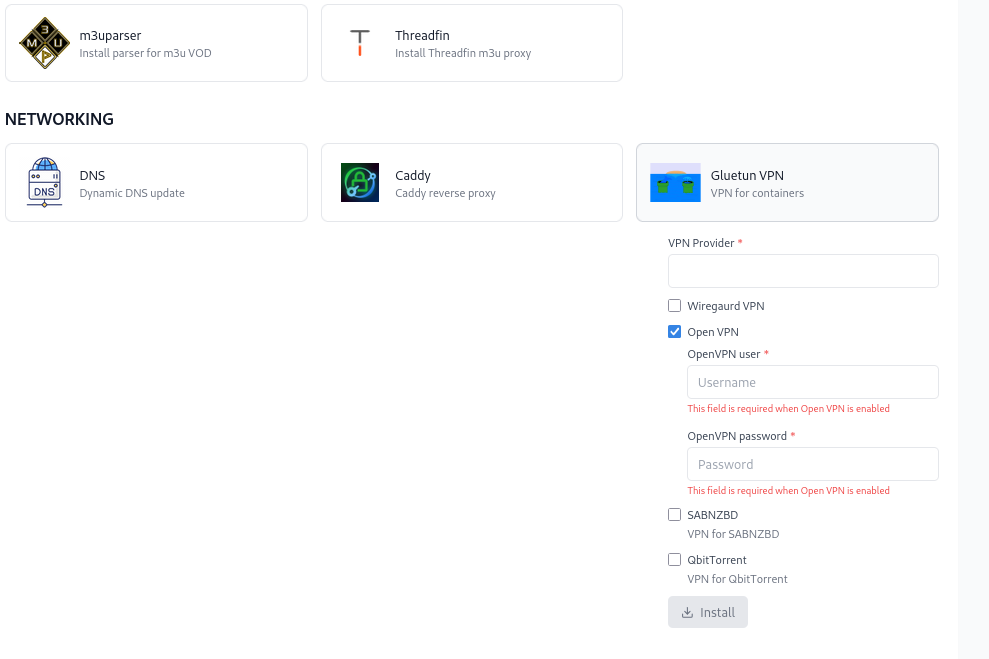 m3uparser
Install parser for m3u VOD
Threadfin
Install Threadfin m3u proxy
NETWORKING
DNS
DNS
Dynamic DNS update
Caddy
Caddy reverse proxy
Gluetun VPN
VPN for containers
VPN Provider *
Wiregaurd VPN
Open VPN
OpenVPN user *
Username
This field is required when Open VPN is enabled
OpenVPN password *
Password
This field is required when Open VPN is enabled
SABNZBD
VPN for SABNZBD
QbitTorrent
VPN for QbitTorrent
Install